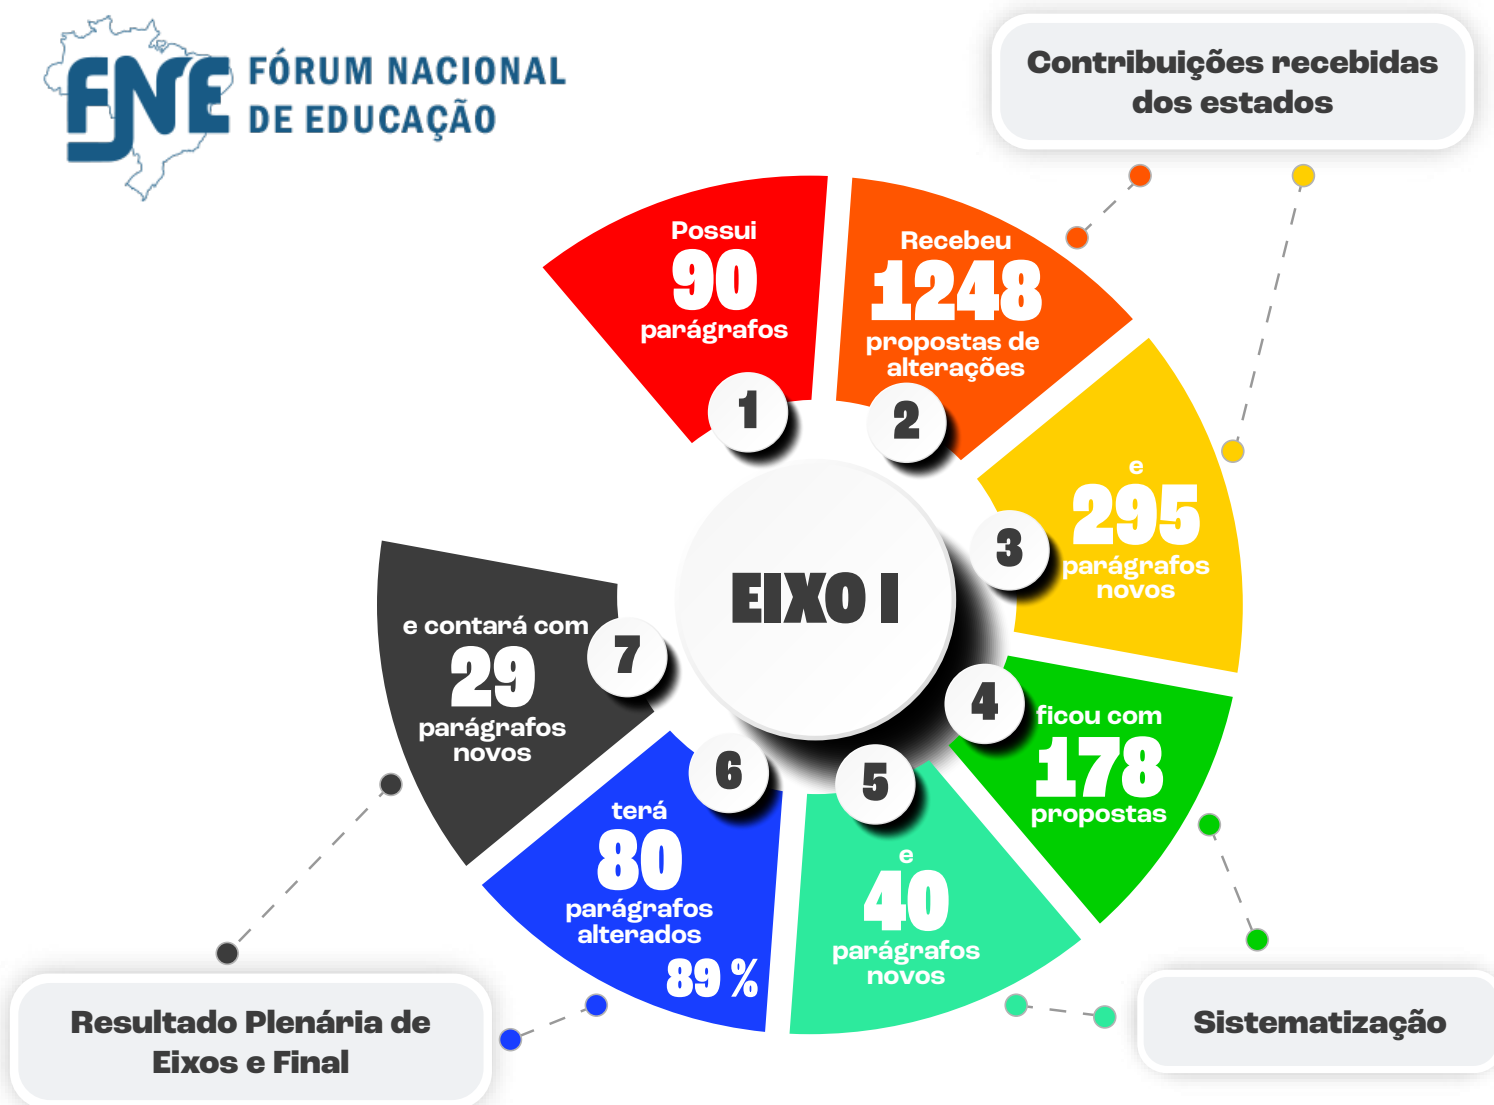 FNE
FÓRUM NACIONAL
DE EDUCAÇÃO
Contribuições recebidas
dos estados
Possui
90
parágrafos
1
Recebeu
1248
propostas de
alterações
2
e
295
parágrafos
novos
3
EIXO I
ficou com
178
propostas
4
e
40
parágrafos
novos
5
terá
80
parágrafos
alterados
89 %
6
e contará com
29
parágrafos
novos
7
Resultado Plenária de
Eixos e Final
Sistematização